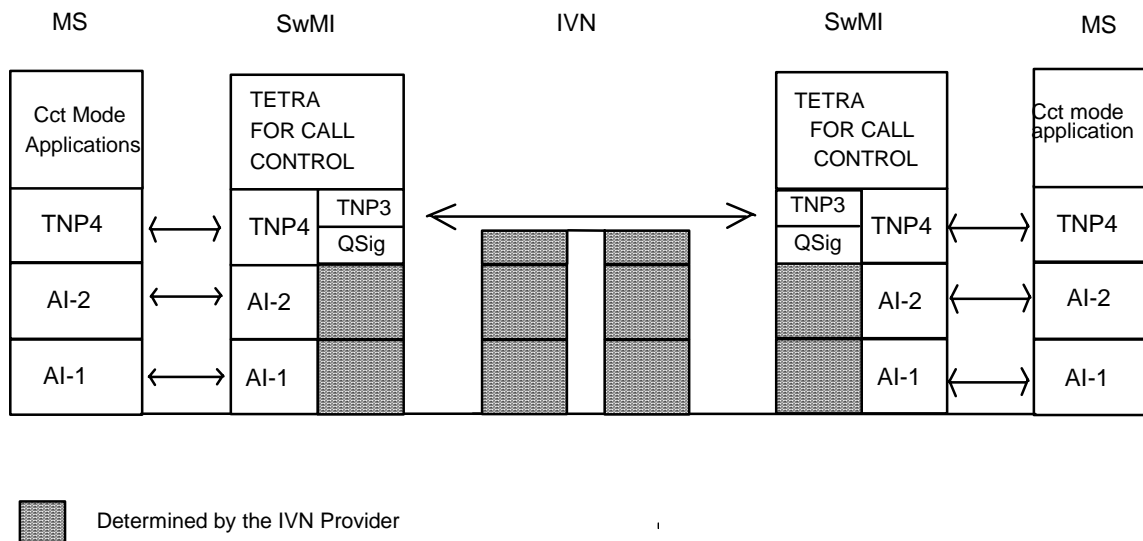 MS SwMI IVN SwMI MS
Cct Mode
Applications
TETRA
FOR CALL
CONTROL
TETRA
FOR CALL
CONTROL
Cct mode
application
TNP4
TNP4
TNP3
QSig
TNP3
QSig
TNP4
TNP4
AI-2
AI-2
AI-2
AI-2
AI-1
AI-1
AI-1
AI-1
Determined by the IVN Provider